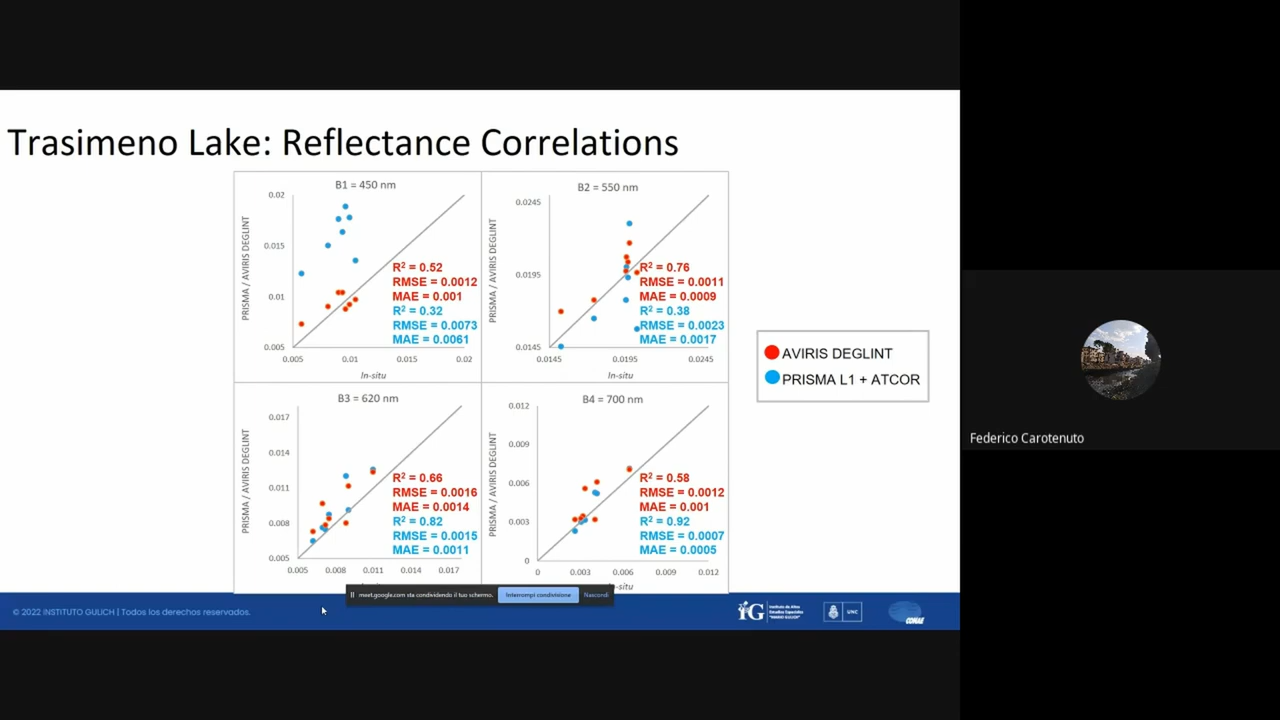 Trasimeno Lake: Reflectance Correlations
B1 = 450 nm
PRISMA / AVIRIS DEGLINT
0.02
0.015
0.01
0.005
R² = 0.52
RMSE = 0.0012
MAE = 0.001
R² = 0.32
RMSE = 0.0073
MAE = 0.0061
0.005 0.01 0.015 0.02
In-situ
B2 = 550 nm
PRISMA / AVIRIS DEGLINT
0.0245
0.0195
0.0145
R² = 0.76
RMSE = 0.0011
MAE = 0.0009
R² = 0.38
RMSE = 0.0023
MAE = 0.0017
0.0145 0.0195 0.0245
In-situ
AVIRIS DEGLINT
PRISMA L1 + ATCOR
B3 = 620 nm
PRISMA / AVIRIS DEGLINT
0.017
0.014
0.011
0.008
0.005
R² = 0.66
RMSE = 0.0016
MAE = 0.0014
R² = 0.82
RMSE = 0.0015
MAE = 0.0011
0.005 0.008 0.011 0.014 0.017
B4 = 700 nm
PRISMA / AVIRIS DEGLINT
0.012
0.009
0.006
0.003
0
R² = 0.58
RMSE = 0.0012
MAE = 0.001
R² = 0.92
RMSE = 0.0007
MAE = 0.0005
0 0.003 0.006 0.009 0.012
n-situ
meet.google.com sta condividendo il tuo schermo.
Interrompi condivisione
Nascondi
© 2022 INSTITUTO GULICH | Todos los derechos reservados.
iG
Instituto de Altos
Estudios Espaciales
"MARIO GULICH"
UNC
CONAE
Federico Carotenuto